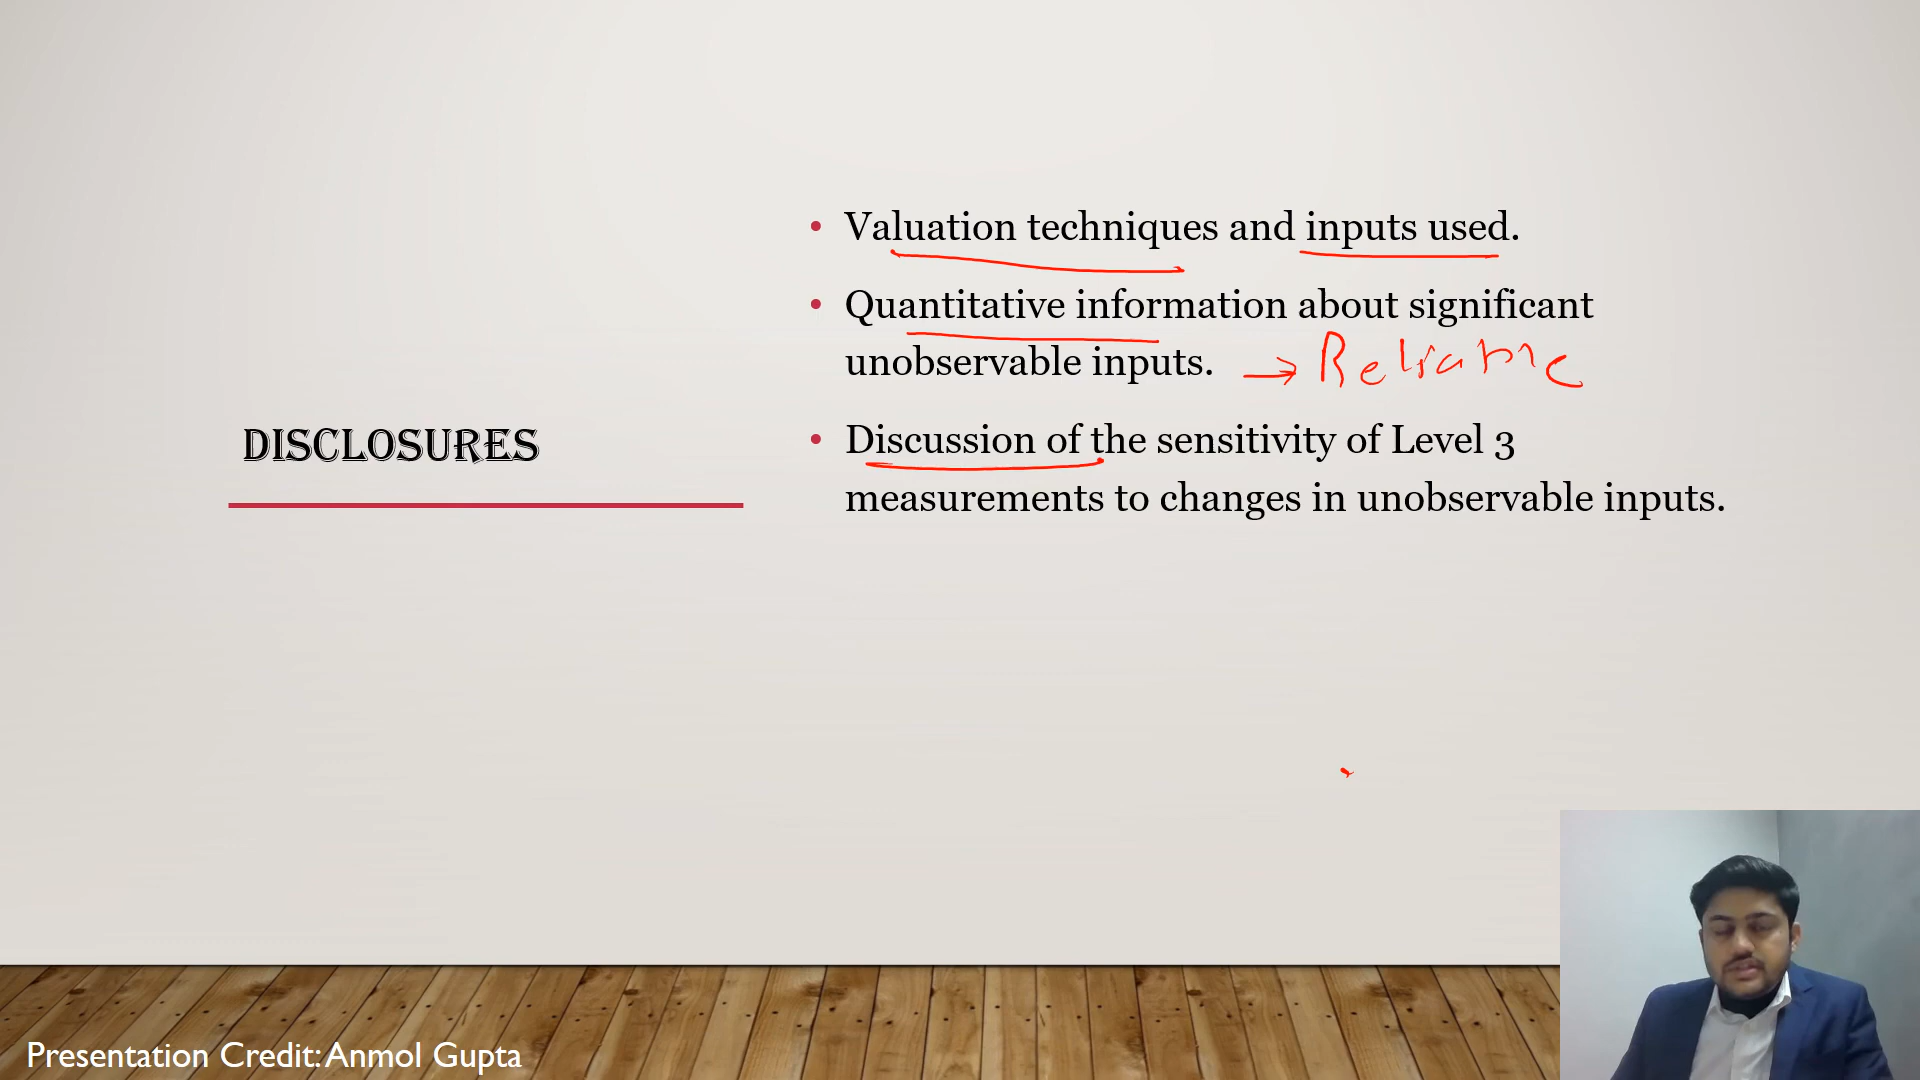 DISCLOSURES
• Valuation techniques and inputs used.
• Quantitative information about significant
unobservable inputs. → Reliable
• Discussion of the sensitivity of Level 3
measurements to changes in unobservable inputs.
Presentation Credit: Anmol Gupta